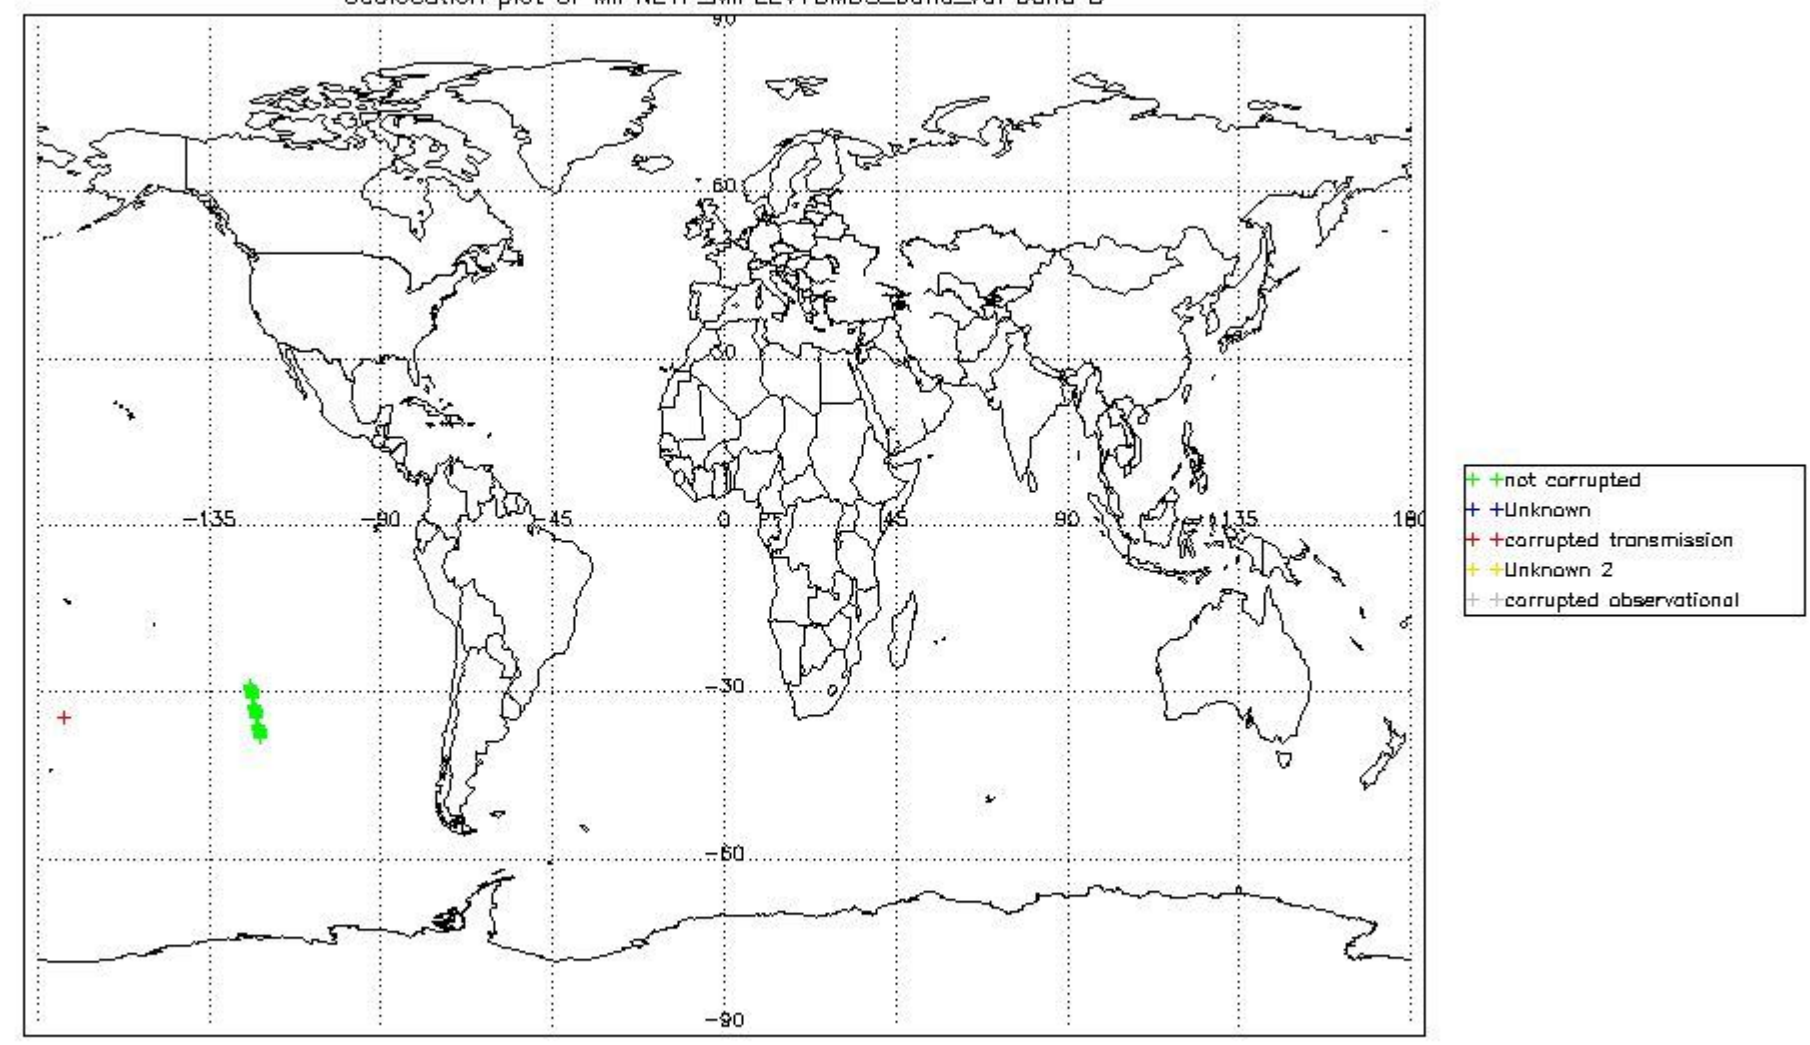 90
60
30
-135 -90 -45 0 45 90 135 180
-30
-60
-90
+ +not corrupted
+ +Unknown
+ +corrupted transmission
+ +Unknown 2
+ +corrupted observational